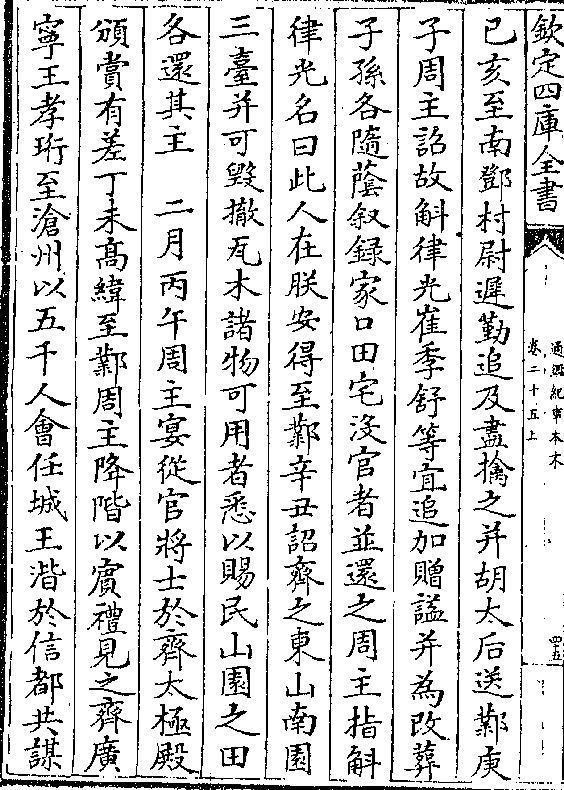 欽定四庫全書
通鑑紀事本末
卷二十五上
四五
己亥至南鄧村尉遲勤追及盡擒之并胡太后送鄴庚
子周主詔故斛律光崔季舒等宜追加贈諡并為改葬
子孫各隨蔭叙録家口田宅沒官者並還之周主指斛
律光名曰此人在朕安得至鄴辛丑詔齊之東山南園
三臺并可毀撤瓦木諸物可用者悉以賜民山園之田
各還其主　二月丙午周主宴從官將士於齊太極殿
頒賞有差丁未髙緯至鄴周主降階以賔禮見之齊廣
寧王孝珩至滄州以五千人會任城王湝於信都共謀